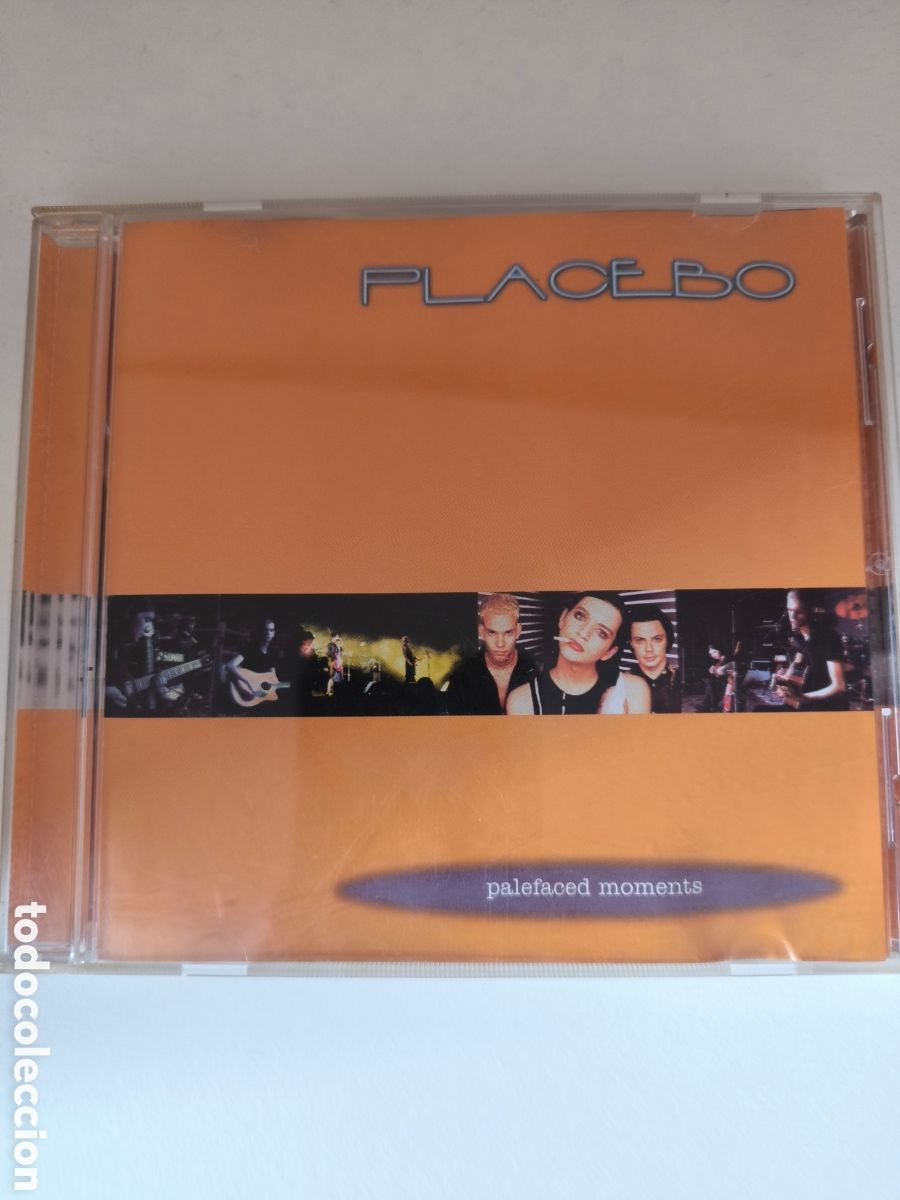 PLACEBO
palefaced moments
todocoleccion